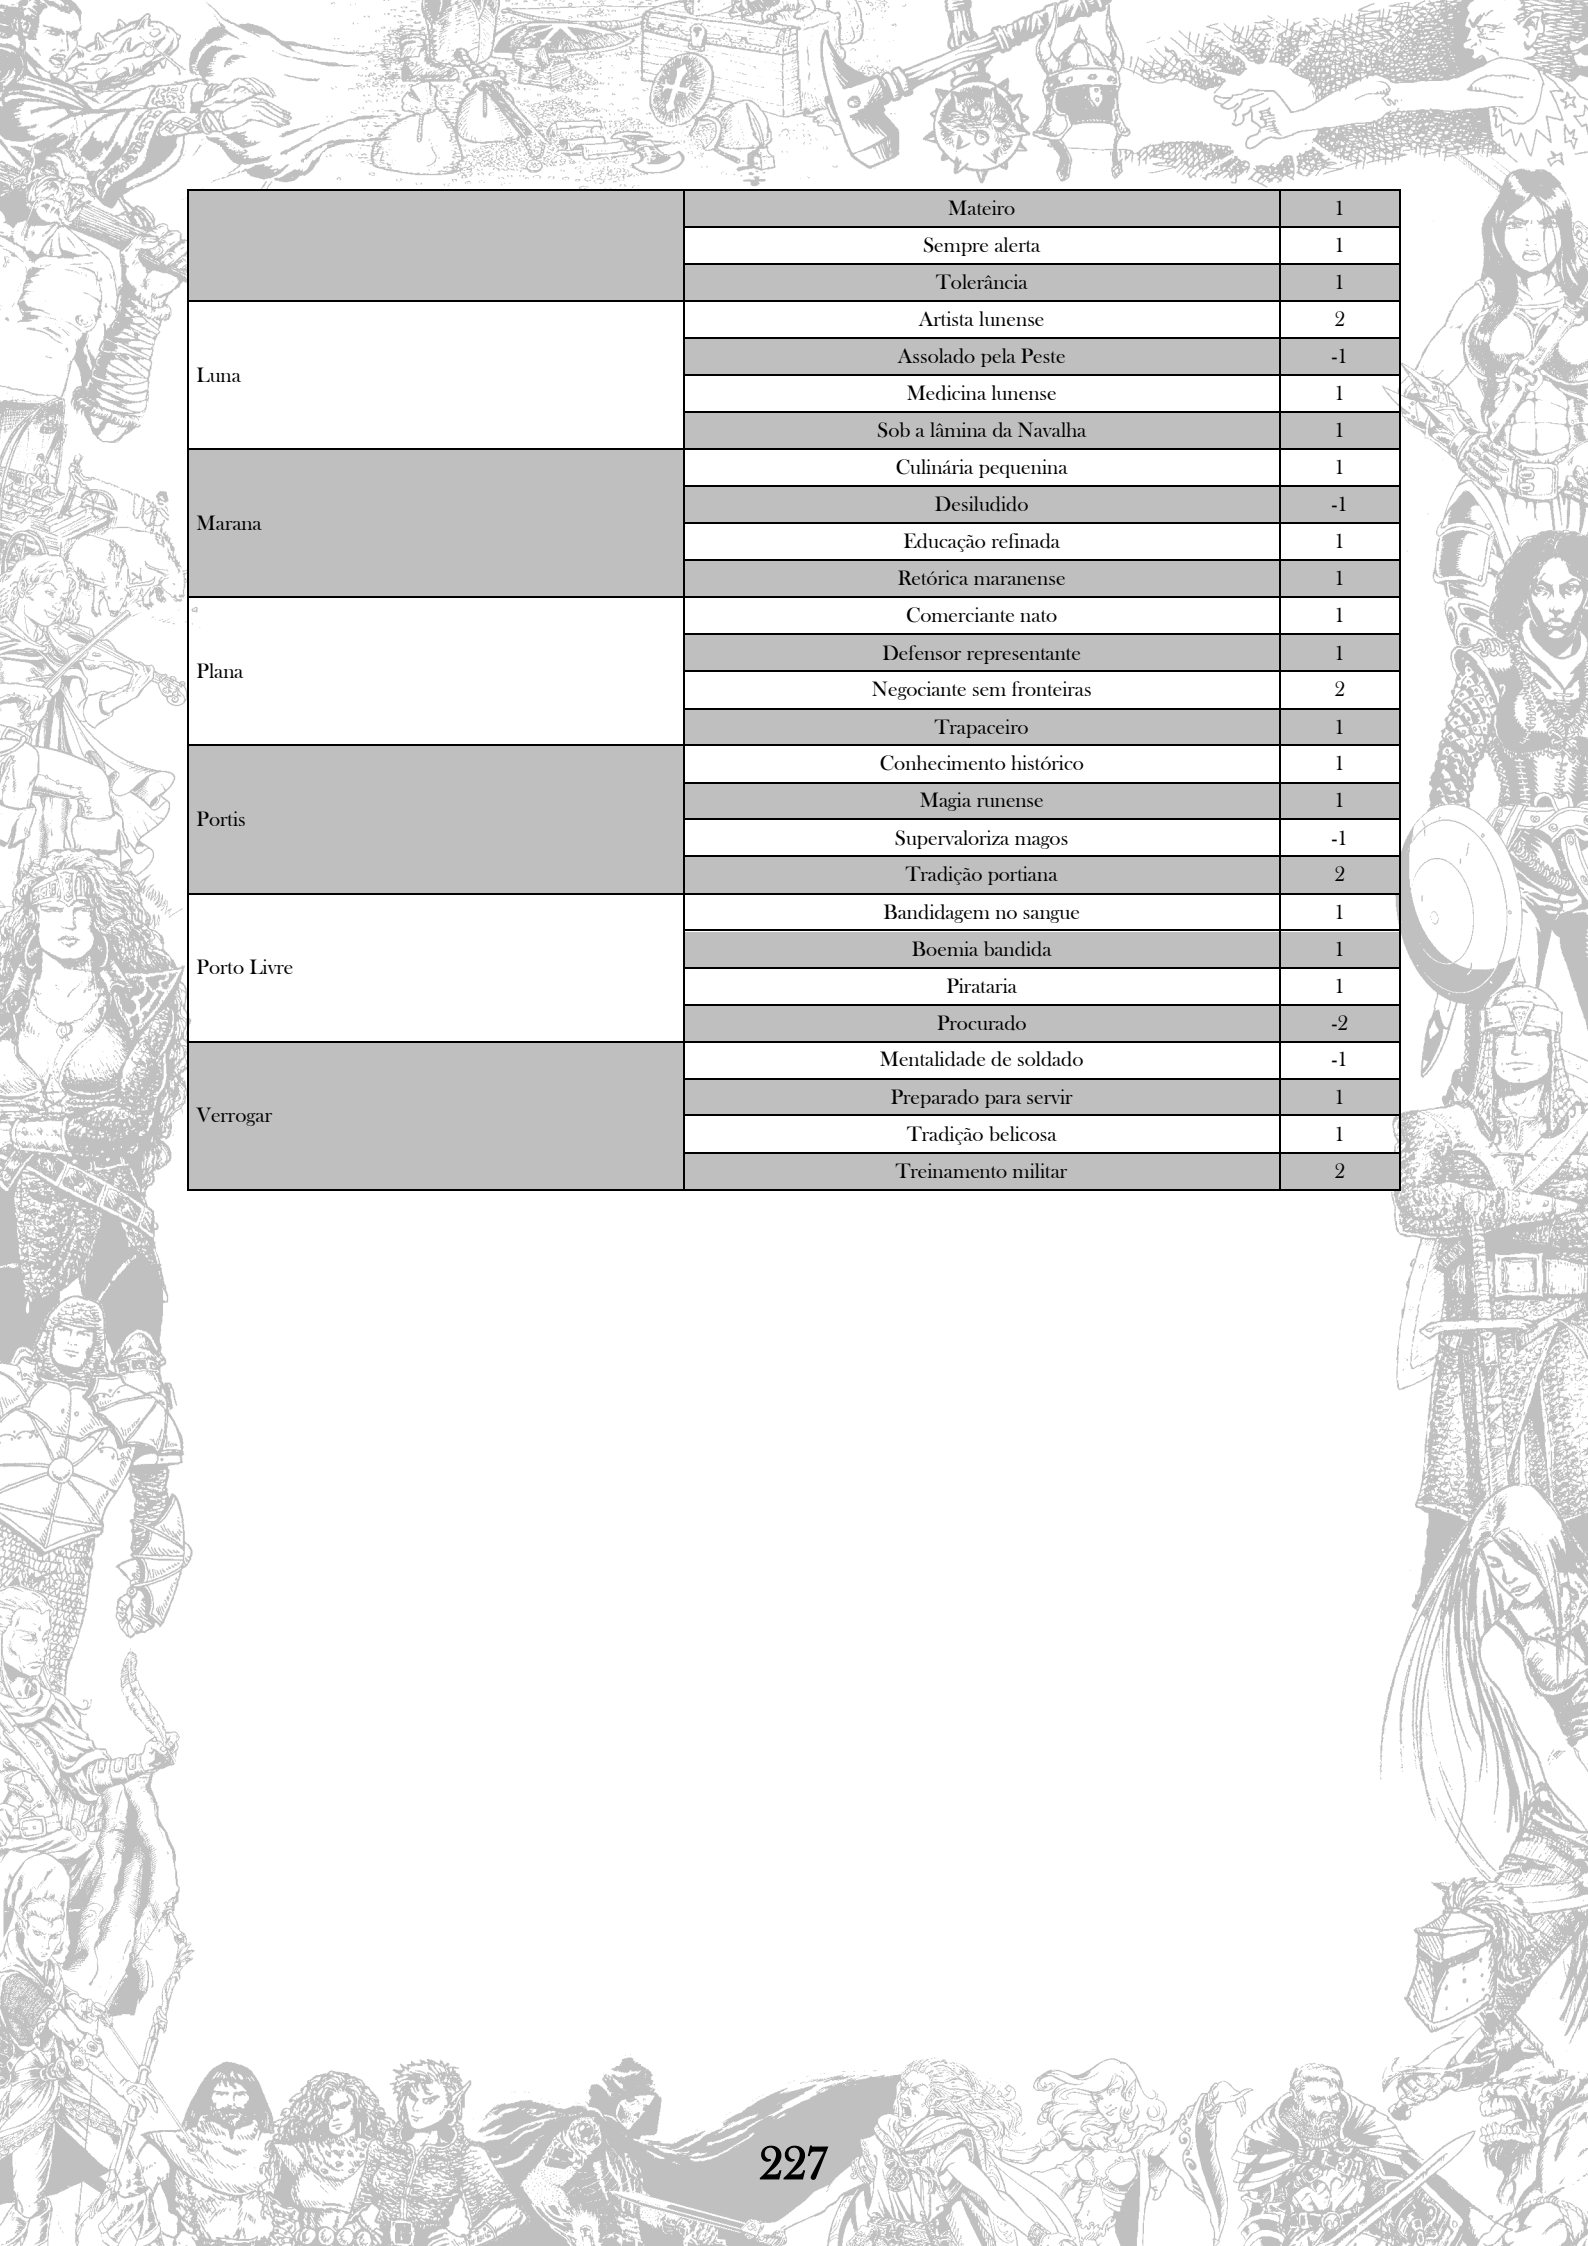 Mateiro 1
Sempre alerta 1
Tolerância 1
Luna
Artista lunense 2
Assolado pela Peste -1
Medicina lunense 1
Sob a lâmina da Navalha 1
Marana
Culinária pequenina 1
Desiludido -1
Educação refinada 1
Retórica maranense 1
Plana
Comerciante nato 1
Defensor representante 1
Negociante sem fronteiras 2
Trapaceiro 1
Portis
Conhecimento histórico 1
Magia runense 1
Supervaloriza magos -1
Tradição portiana 2
Porto Livre
Bandidagem no sangue 1
Boemia bandida 1
Pirataria 1
Procurado -2
Verrogar
Mentalidade de soldado -1
Preparado para servir 1
Tradição belicosa 1
Treinamento militar 2
227